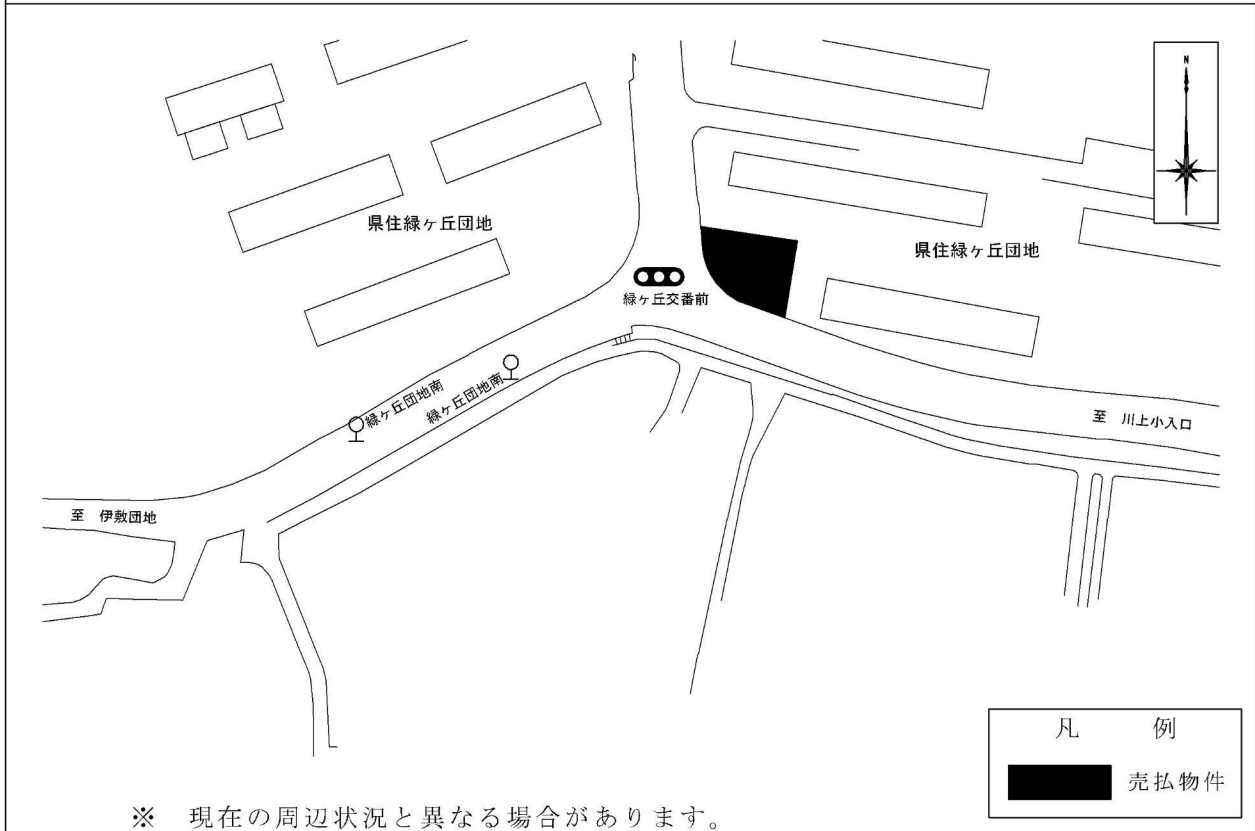 N
県住緑ヶ丘団地
県住緑ヶ丘団地
緑ヶ丘交番前
緑ヶ丘団地南
緑ヶ丘団地南
至 川上小入口
至 伊敷団地
凡 例
売払物件
※ 現在の周辺状況と異なる場合があります。